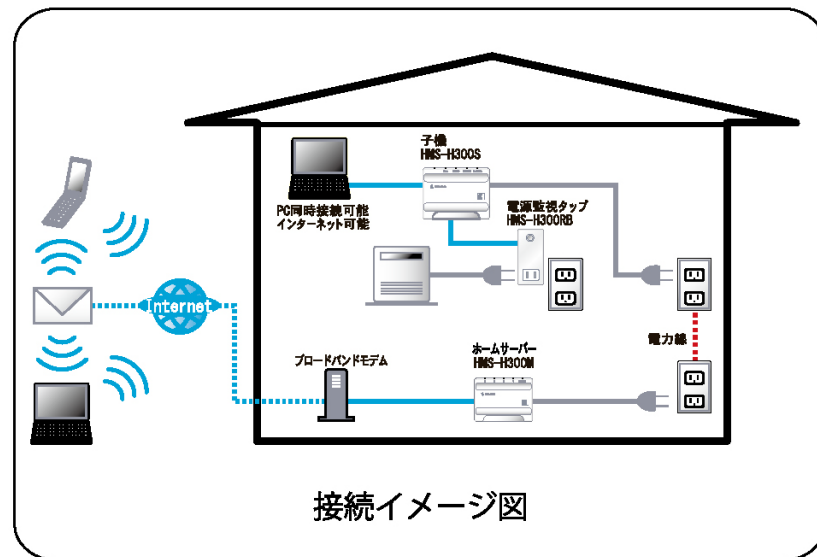 子機
HMS-H300S
PC同時接続可能
インターネット可能
電源監視タップ
HMS-H300RB
Internet
電力線
ブロードバンドモデム
ホームサーバー
HMS-H300M
接続イメージ図